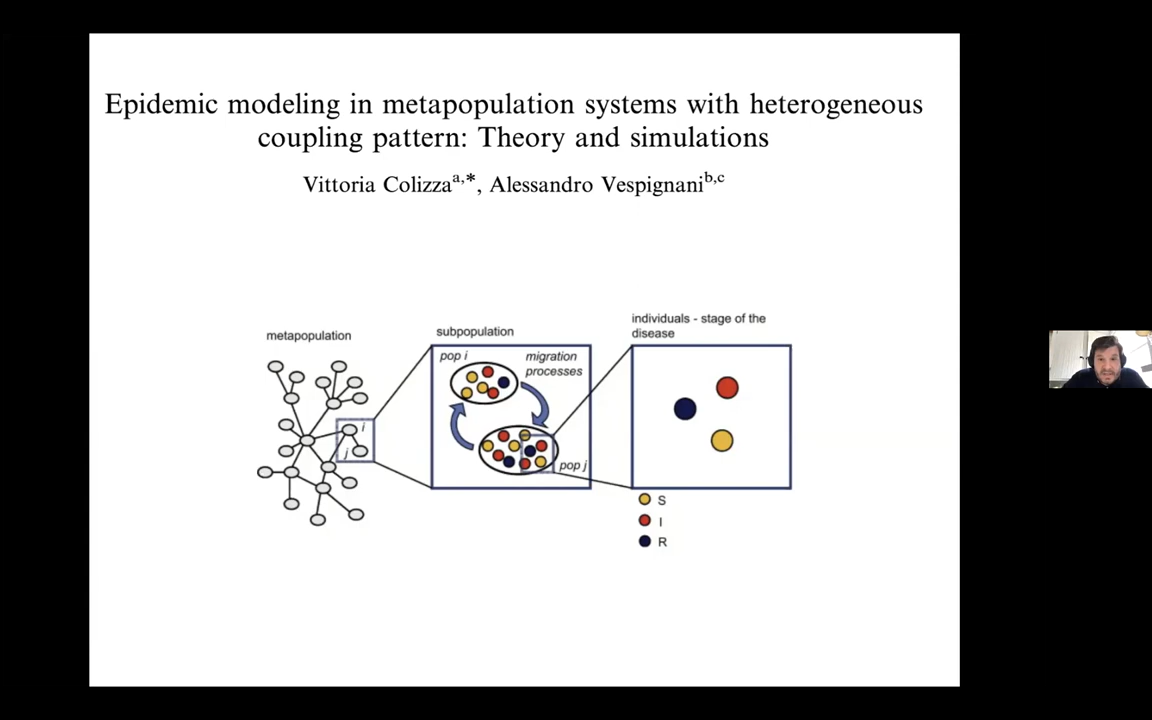 Epidemic modeling in metapopulation systems with heterogeneous
coupling pattern: Theory and simulations
Vittoria Colizzaᵃ,*, Alessandro Vespignaniᵇ,ᶜ
metapopulation
i
j
subpopulation
pop i
migration
processes
pop j
individuals - stage of the
disease
S
I
R